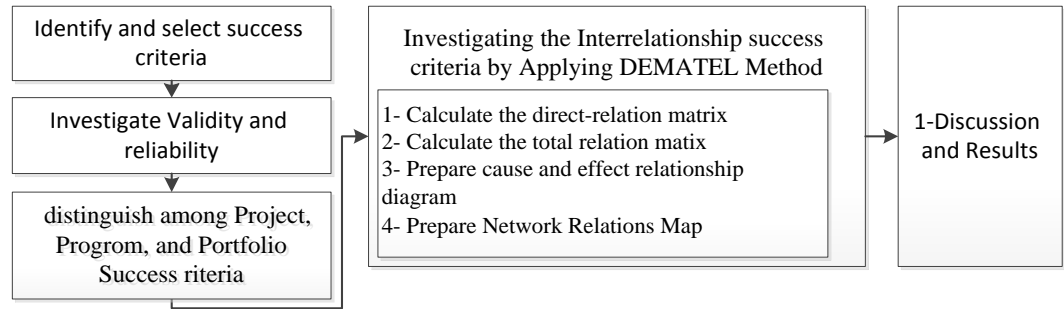 Identify and select success
criteria
Investigate Validity and
reliability
distinguish among Project,
Progrom, and Portfolio
Success riteria
Investigating the Interrelationship success
criteria by Applying DEMATEL Method
1- Calculate the direct-relation matrix
2- Calculate the total relation matix
3- Prepare cause and effect relationship
diagram
4- Prepare Network Relations Map
1-Discussion
and Results